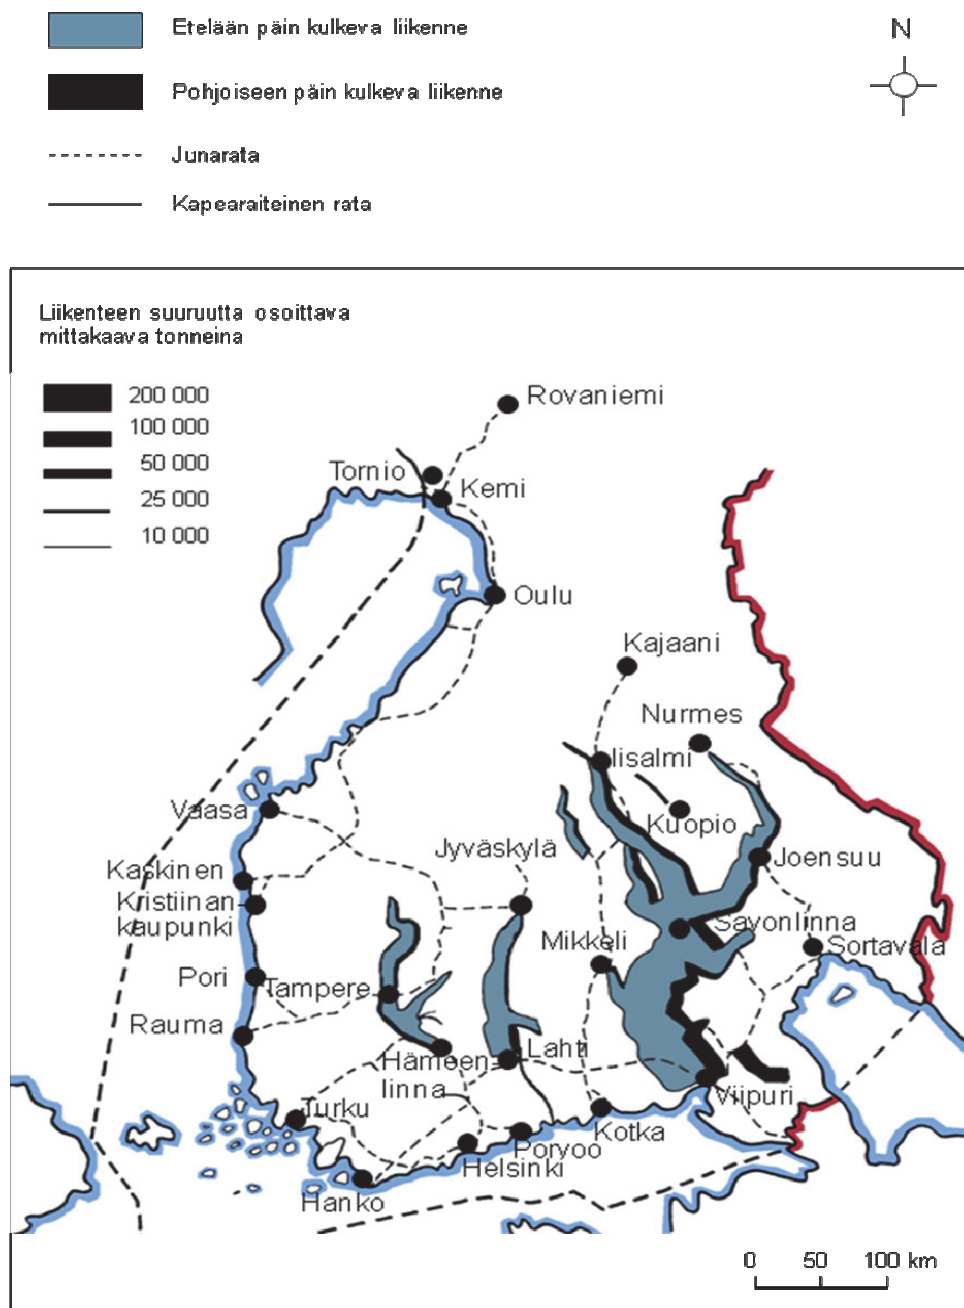 Etelään päin kulkeva liikenne
N
Pohjoiseen päin kulkeva liikenne
Junarata
Kapearaiteinen rata
Liikenteen suuruutta osoittava
mittakaava tonneina
200 000
100 000
50 000
25 000
10 000
Rovaniemi
Tornio
Kemi
Oulu
Kajaani
Nurmes
Iisalmi
Vaasa
Kuopio
Jyväskylä
Joensuu
Kaskinen
Kristiinan
kaupunki
Savonlinna
Mikkeli
Sortavala
Pori
Tampere
Rauma
Lahti
Hämeen
linna
Viipuri
Turku
Kotka
Porvoo
Helsinki
Hanko
0 50 100 km